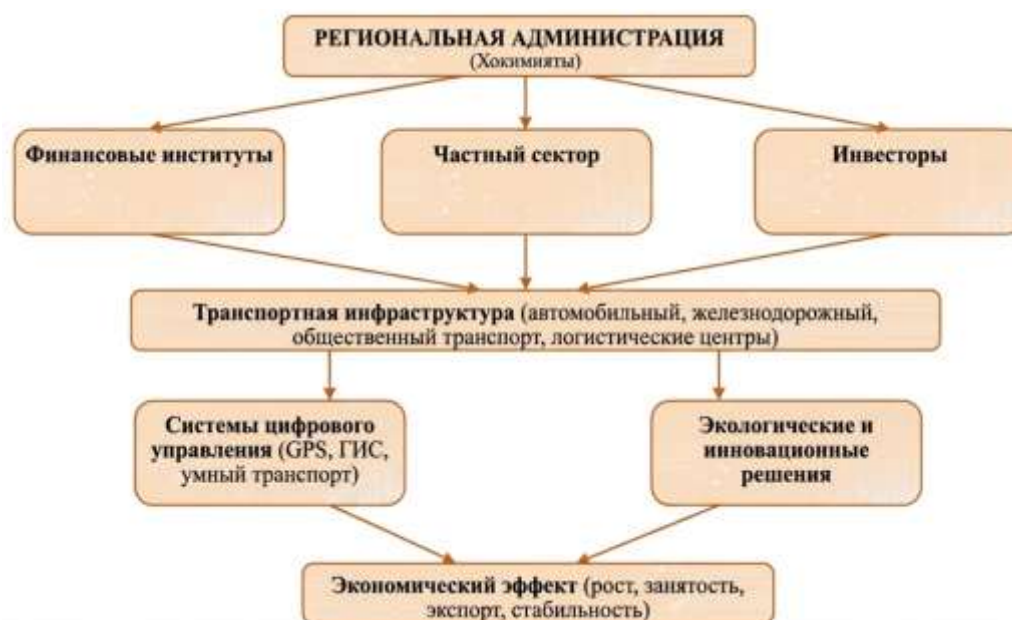 РЕГИОНАЛЬНАЯ АДМИНИСТРАЦИЯ
(Хокимияты)
Финансовые институты
Частный сектор
Инвесторы
Транспортная инфраструктура (автомобильный, железнодорожный,
общественный транспорт, логистические центры)
Системы цифрового
управления (GPS, ГИС,
умный транспорт)
Экологические и
инновационные
решения
Экономический эффект (рост, занятость,
экспорт, стабильность)